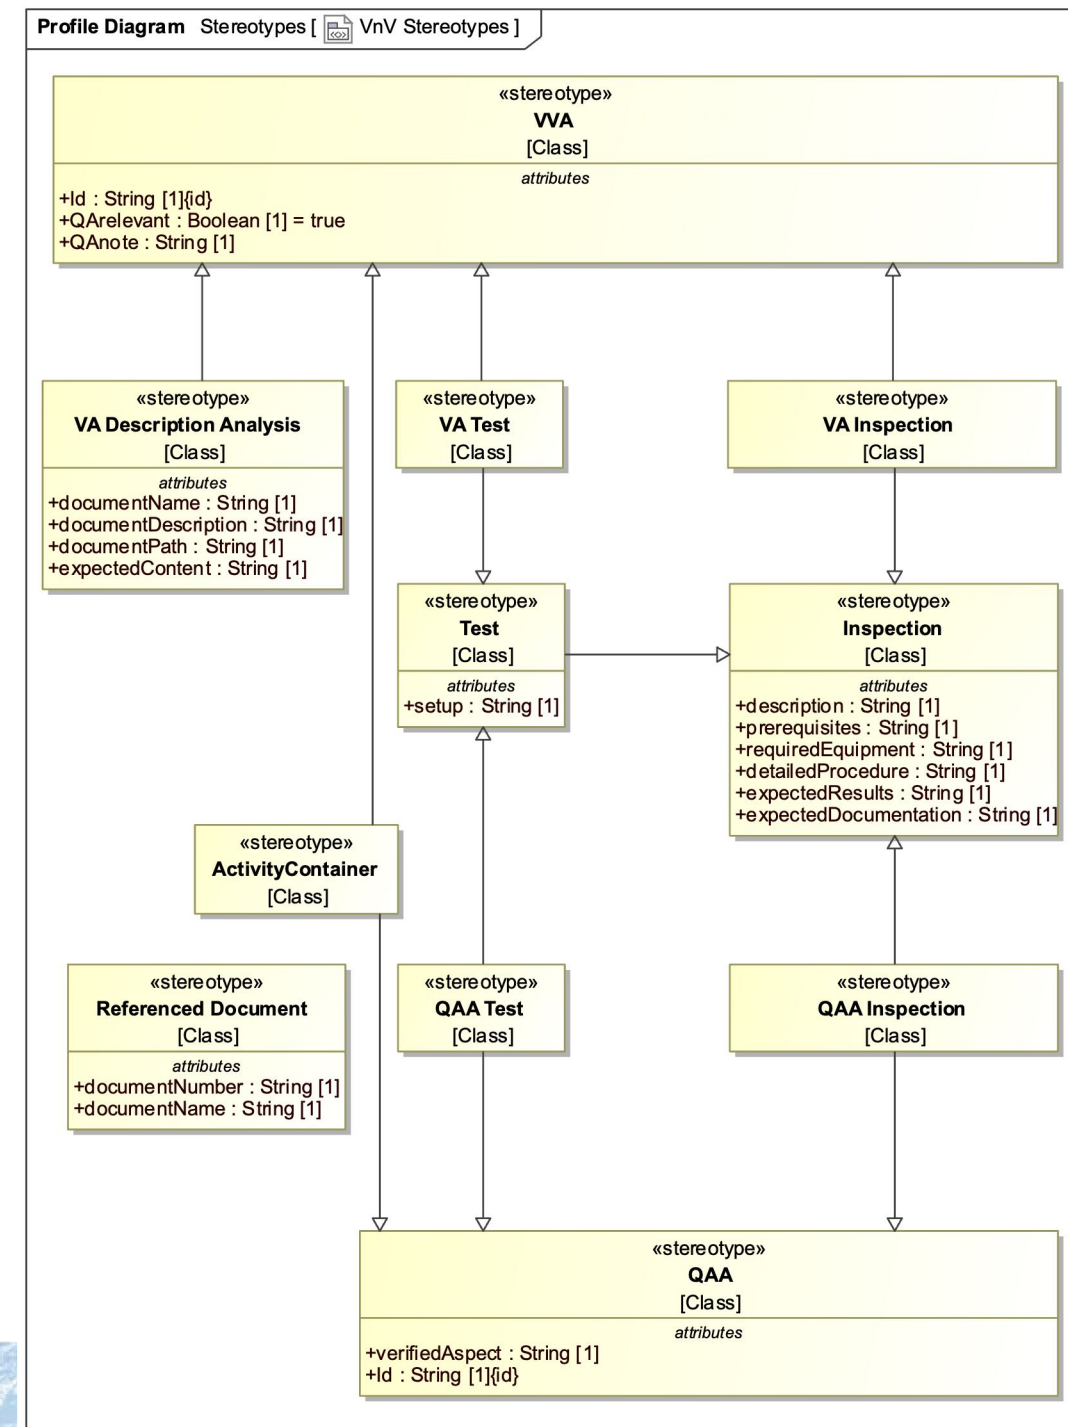 Profile Diagram Stereotypes [ VnV Stereotypes ]
«stereotype»
VVA
[Class]
attributes
+Id : String [1]{id}
+QArelevant : Boolean [1] = true
+QAnote : String [1]
«stereotype»
VA Description Analysis
[Class]
attributes
+documentName : String [1]
+documentDescription : String [1]
+documentPath : String [1]
+expectedContent : String [1]
«stereotype»
VA Test
[Class]
«stereotype»
VA Inspection
[Class]
«stereotype»
Test
[Class]
attributes
+setup : String [1]
«stereotype»
Inspection
[Class]
attributes
+description : String [1]
+prerequisites : String [1]
+requiredEquipment : String [1]
+detailedProcedure : String [1]
+expectedResults : String [1]
+expectedDocumentation : String [1]
«stereotype»
ActivityContainer
[Class]
«stereotype»
Referenced Document
[Class]
attributes
+documentNumber : String [1]
+documentName : String [1]
«stereotype»
QAA Test
[Class]
«stereotype»
QAA Inspection
[Class]
«stereotype»
QAA
[Class]
attributes
+verifiedAspect : String [1]
+Id : String [1]{id}